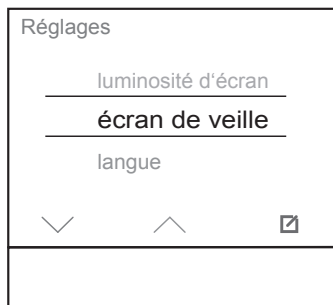 Réglages
luminosité d‘écran
écran de veille
langue